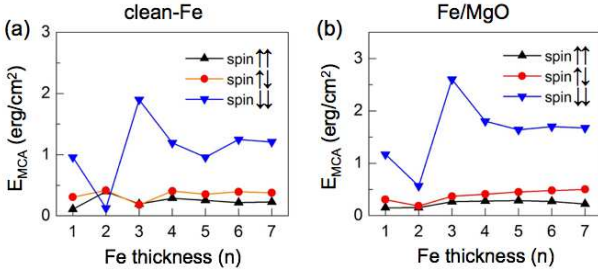 clean-Fe
(a)
3
2
1
0
E_MCA (erg/cm²)
spin ↑↑
spin ↑↓
spin ↓↓
1 2 3 4 5 6 7
Fe thickness (n)
Fe/MgO
(b)
3
2
1
0
E_MCA (erg/cm²)
spin ↑↑
spin ↑↓
spin ↓↓
1 2 3 4 5 6 7
Fe thickness (n)